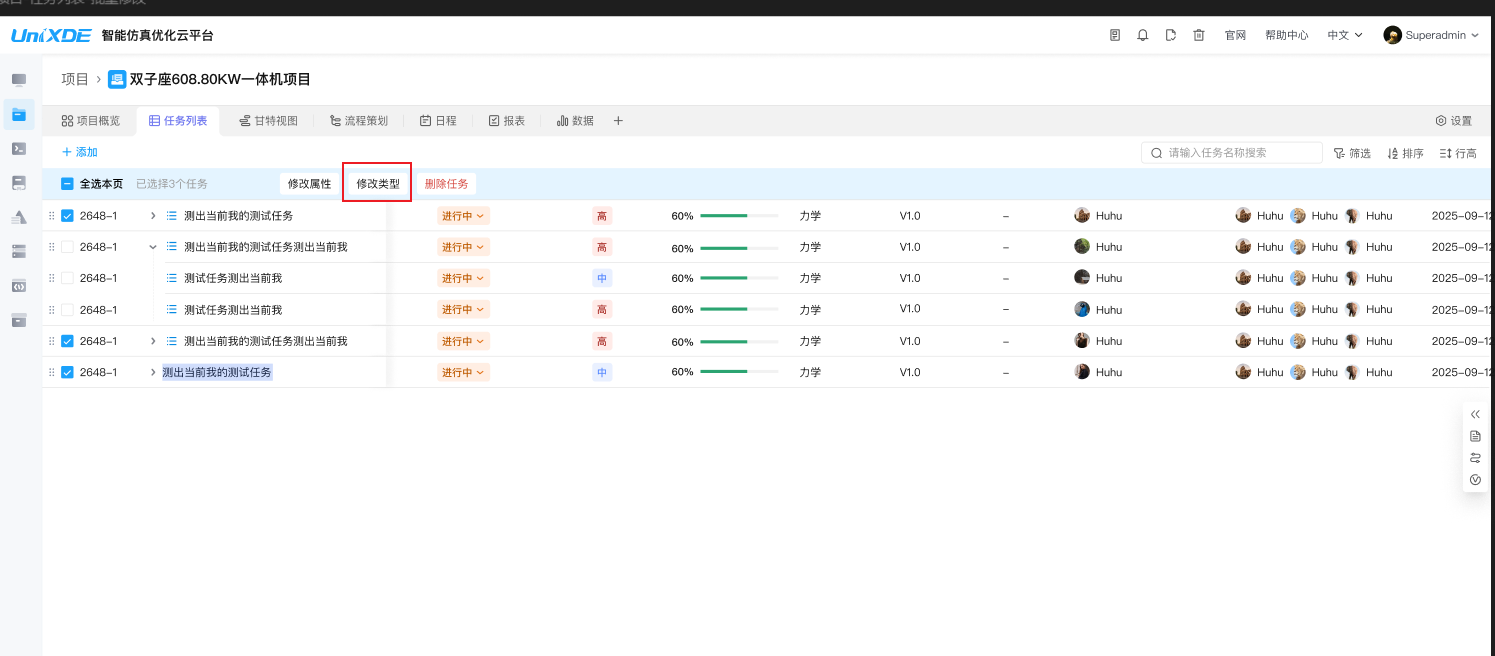 项目-任务列表-批量修改
UniXDE 智能仿真优化云平台 官网 帮助中心 中文 Superadmin
项目 › 双子座608.80KW一体机项目
项目概览 任务列表 甘特视图 流程策划 日程 报表 数据 + 设置
+ 添加 请输入任务名称搜索 筛选 排序 行高
全选本页 已选择3个任务 修改属性 修改类型 删除任务
2648-1 测出当前我的测试任务 进行中 高 60% 力学 V1.0 – Huhu Huhu Huhu Huhu 2025-09-12
2648-1 测出当前我的测试任务测出当前我 进行中 高 60% 力学 V1.0 – Huhu Huhu Huhu Huhu 2025-09-12
2648-1 测试任务测出当前我 进行中 中 60% 力学 V1.0 – Huhu Huhu Huhu Huhu 2025-09-12
2648-1 测试任务测出当前我 进行中 高 60% 力学 V1.0 – Huhu Huhu Huhu Huhu 2025-09-12
2648-1 测出当前我的测试任务测出当前我 进行中 高 60% 力学 V1.0 – Huhu Huhu Huhu Huhu 2025-09-12
2648-1 测出当前我的测试任务 进行中 中 60% 力学 V1.0 – Huhu Huhu Huhu Huhu 2025-09-12